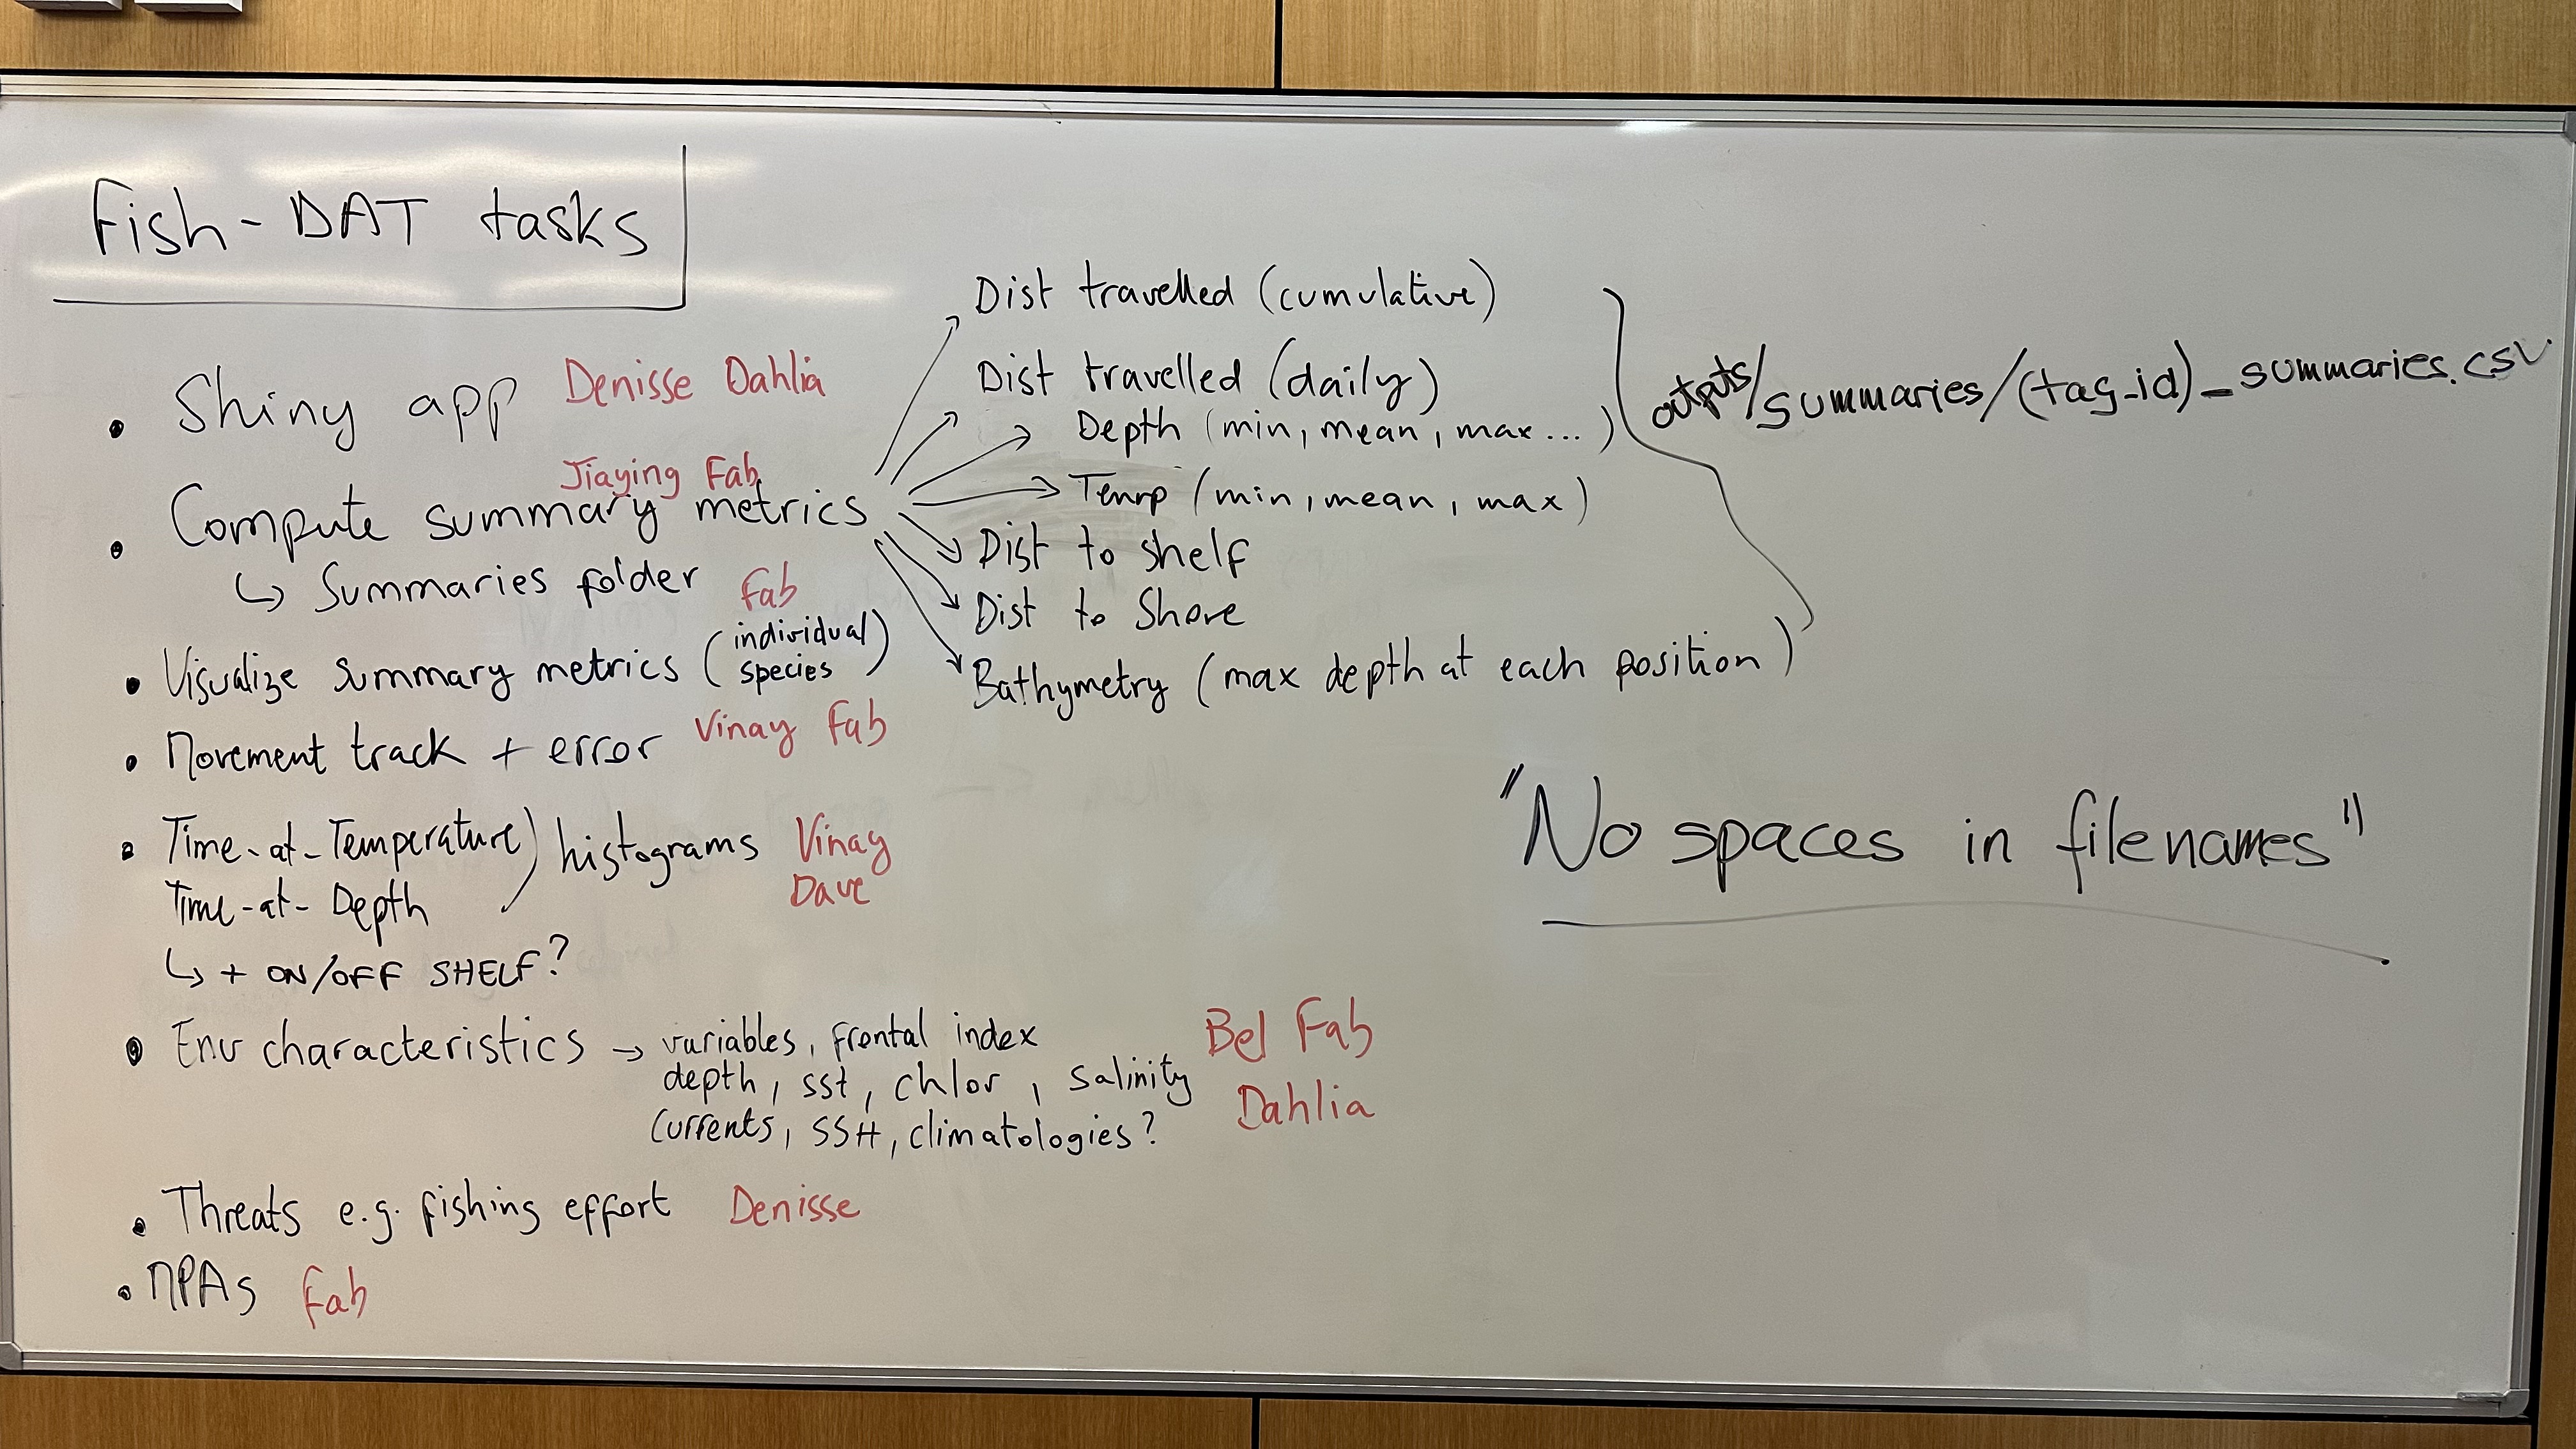 Fish-DAT tasks
• Shiny app Denisse Dahlia
Jiaying Fab
• Compute summary metrics
↳ Summaries folder
→ Dist travelled (cumulative)
→ Dist travelled (daily)
→ Depth (min, mean, max...)
→ Temp (min, mean, max)
→ Dist to shelf
→ Dist to Shore
→ Bathymetry (max depth at each position)
outputs/summaries/(tag_id)_summaries.csv
Fab
• Visualize summary metrics (individual
species)
• Movement track + error Vinay Fab
• Time-at-Temperature) histograms Vinay
Time-at-Depth Dave
↳ + ON/OFF SHELF?
• Env characteristics → variables, frontal index Bel Fab
depth, sst, chlor, salinity Dahlia
currents, SSH, climatologies?
• Threats e.g. fishing effort Denisse
• MPAs Fab
"No spaces in filenames"